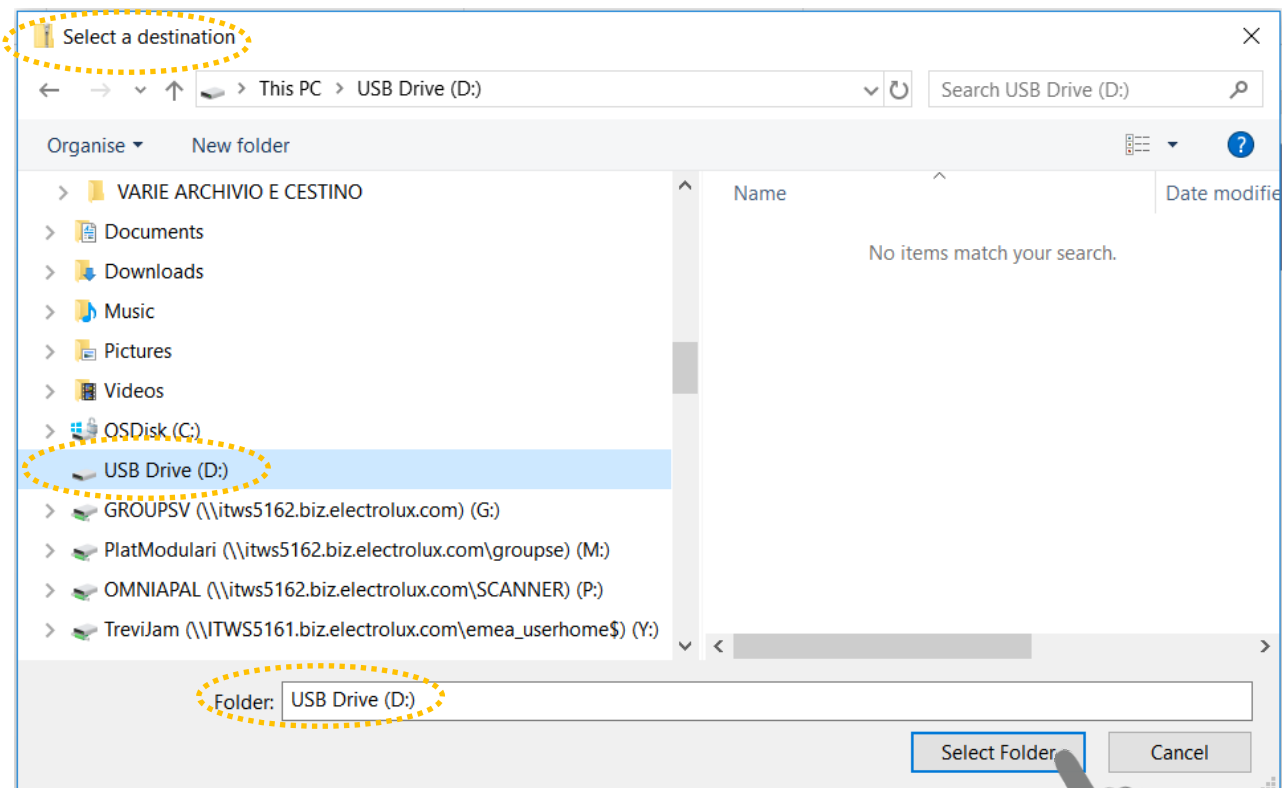 Select a destination
This PC > USB Drive (D:)
Search USB Drive (D:)
Organise
New folder
?
VARIE ARCHIVIO E CESTINO
Documents
Downloads
Music
Pictures
Videos
OSDisk (C:)
USB Drive (D:)
GROUPSV (\\itws5162.biz.electrolux.com) (G:)
PlatModulari (\\itws5162.biz.electrolux.com\groupse) (M:)
OMNIAPAL (\\itws5162.biz.electrolux.com\SCANNER) (P:)
TreviJam (\\ITWS5161.biz.electrolux.com\emea_userhome$) (Y:)
Name
Date modifie
No items match your search.
Folder: USB Drive (D:)
Select Folder
Cancel